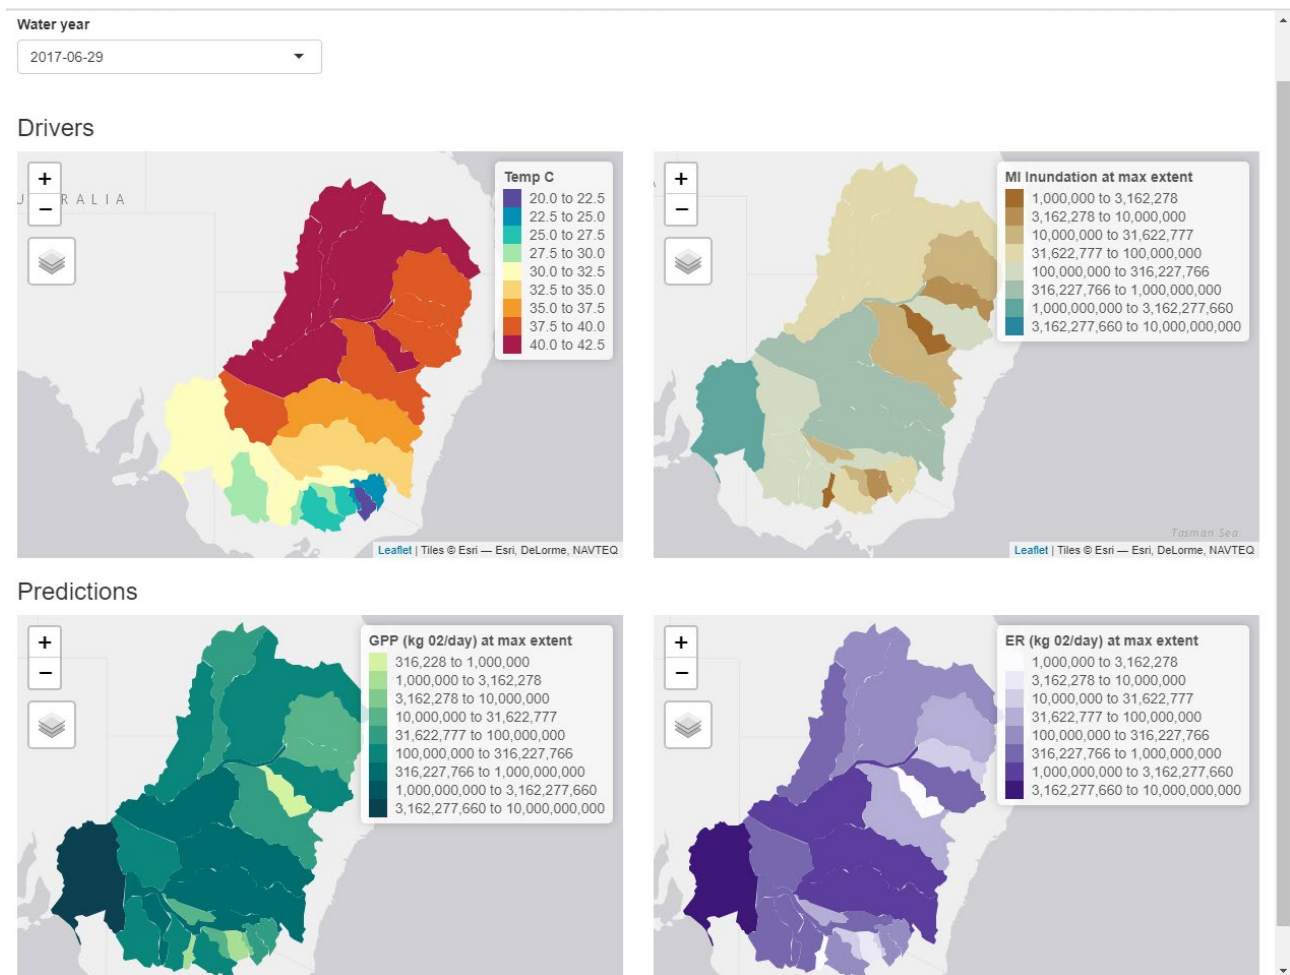 Water year
2017-06-29
Drivers
+
−
RALIA
Temp C
20.0 to 22.5
22.5 to 25.0
25.0 to 27.5
27.5 to 30.0
30.0 to 32.5
32.5 to 35.0
35.0 to 37.5
37.5 to 40.0
40.0 to 42.5
Leaflet | Tiles © Esri — Esri, DeLorme, NAVTEQ
+
−
Ml Inundation at max extent
1,000,000 to 3,162,278
3,162,278 to 10,000,000
10,000,000 to 31,622,777
31,622,777 to 100,000,000
100,000,000 to 316,227,766
316,227,766 to 1,000,000,000
1,000,000,000 to 3,162,277,660
3,162,277,660 to 10,000,000,000
Tasman Sea
Leaflet | Tiles © Esri — Esri, DeLorme, NAVTEQ
Predictions
+
−
GPP (kg 02/day) at max extent
316,228 to 1,000,000
1,000,000 to 3,162,278
3,162,278 to 10,000,000
10,000,000 to 31,622,777
31,622,777 to 100,000,000
100,000,000 to 316,227,766
316,227,766 to 1,000,000,000
1,000,000,000 to 3,162,277,660
3,162,277,660 to 10,000,000,000
+
−
ER (kg 02/day) at max extent
1,000,000 to 3,162,278
3,162,278 to 10,000,000
10,000,000 to 31,622,777
31,622,777 to 100,000,000
100,000,000 to 316,227,766
316,227,766 to 1,000,000,000
1,000,000,000 to 3,162,277,660
3,162,277,660 to 10,000,000,000